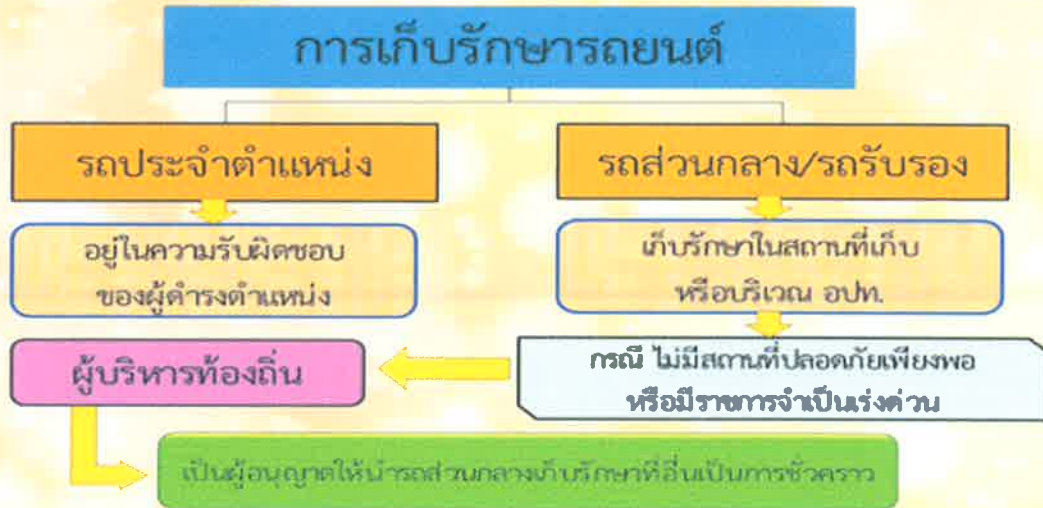 การเก็บรักษารถยนต์
รถประจำตำแหน่ง
อยู่ในความรับผิดชอบ
ของผู้ดำรงตำแหน่ง
รถส่วนกลาง/รถรับรอง
เก็บรักษาในสถานที่เก็บ
หรือบริเวณ อปท.
กรณี ไม่มีสถานที่ปลอดภัยเพียงพอ
หรือมีราชการจำเป็นเร่งด่วน
ผู้บริหารท้องถิ่น
เป็นผู้อนุญาตให้นำรถส่วนกลางเก็บรักษาที่อื่นเป็นการชั่วคราว